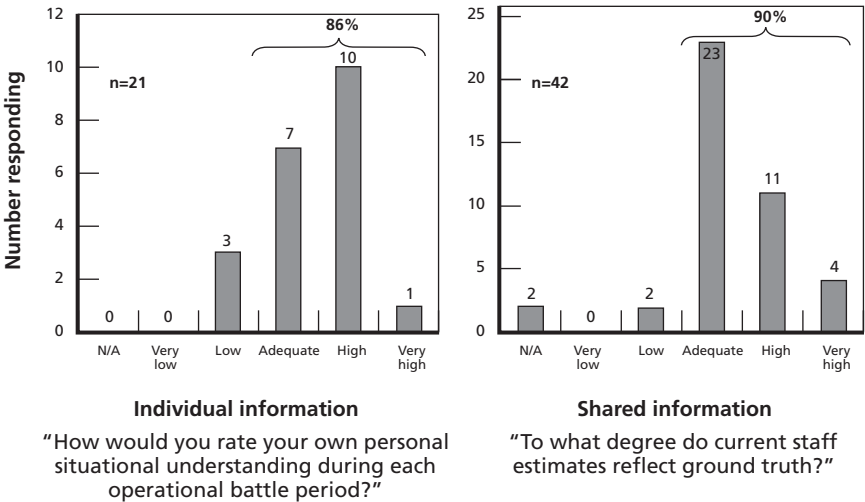 Number responding
12
10
8
6
4
2
0
86%
n=21
0
0
3
7
10
1
N/A
Very
low
Low
Adequate
High
Very
high
Individual information
“How would you rate your own personal
situational understanding during each
operational battle period?”
25
20
15
10
5
0
90%
n=42
2
0
2
23
11
4
N/A
Very
low
Low
Adequate
High
Very
high
Shared information
“To what degree do current staff
estimates reflect ground truth?”